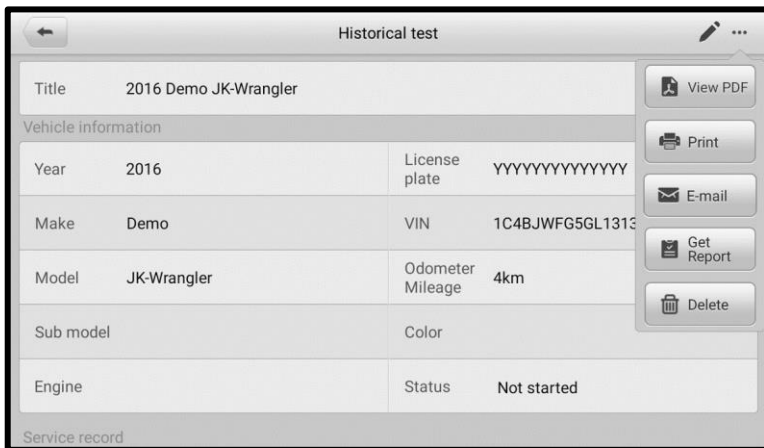 Historical test
Title 2016 Demo JK-Wrangler
View PDF
Vehicle information
Print
Year 2016 License plate YYYYYYYYYYYYYY
E-mail
Make Demo VIN 1C4BJWFG5GL1313
Get
Report
Model JK-Wrangler Odometer Mileage 4km
Delete
Sub model Color
Engine Status Not started
Service record